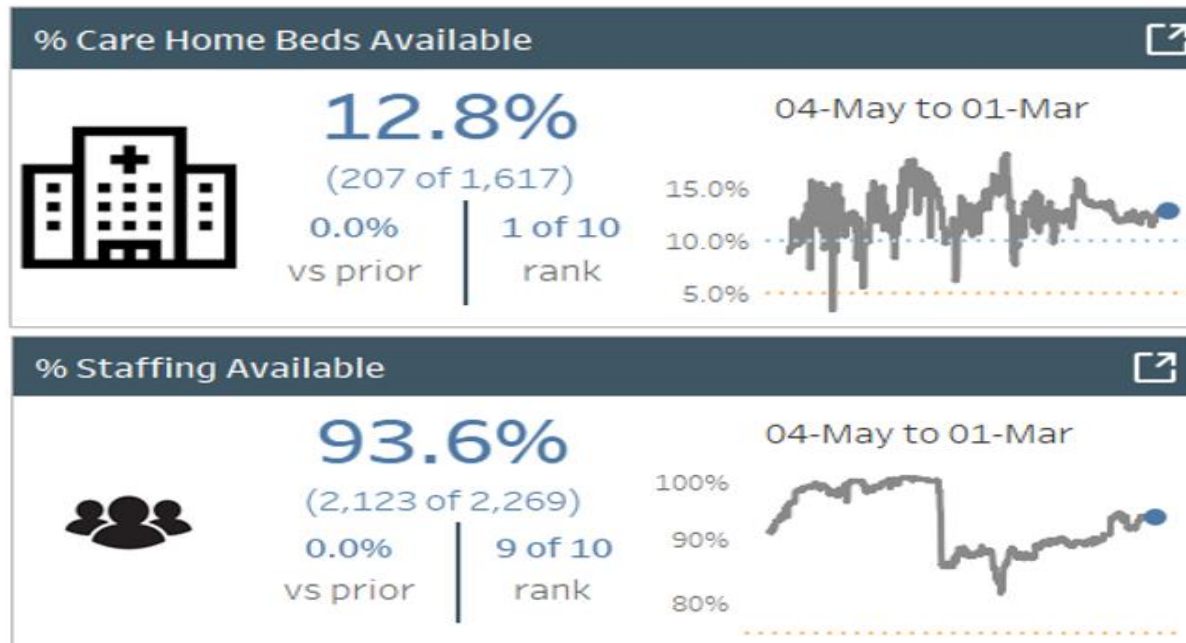 % Care Home Beds Available
12.8%
(207 of 1,617)
0.0%
vs prior
1 of 10
rank
04-May to 01-Mar
15.0%
10.0%
5.0%
% Staffing Available
93.6%
(2,123 of 2,269)
0.0%
vs prior
9 of 10
rank
04-May to 01-Mar
100%
90%
80%